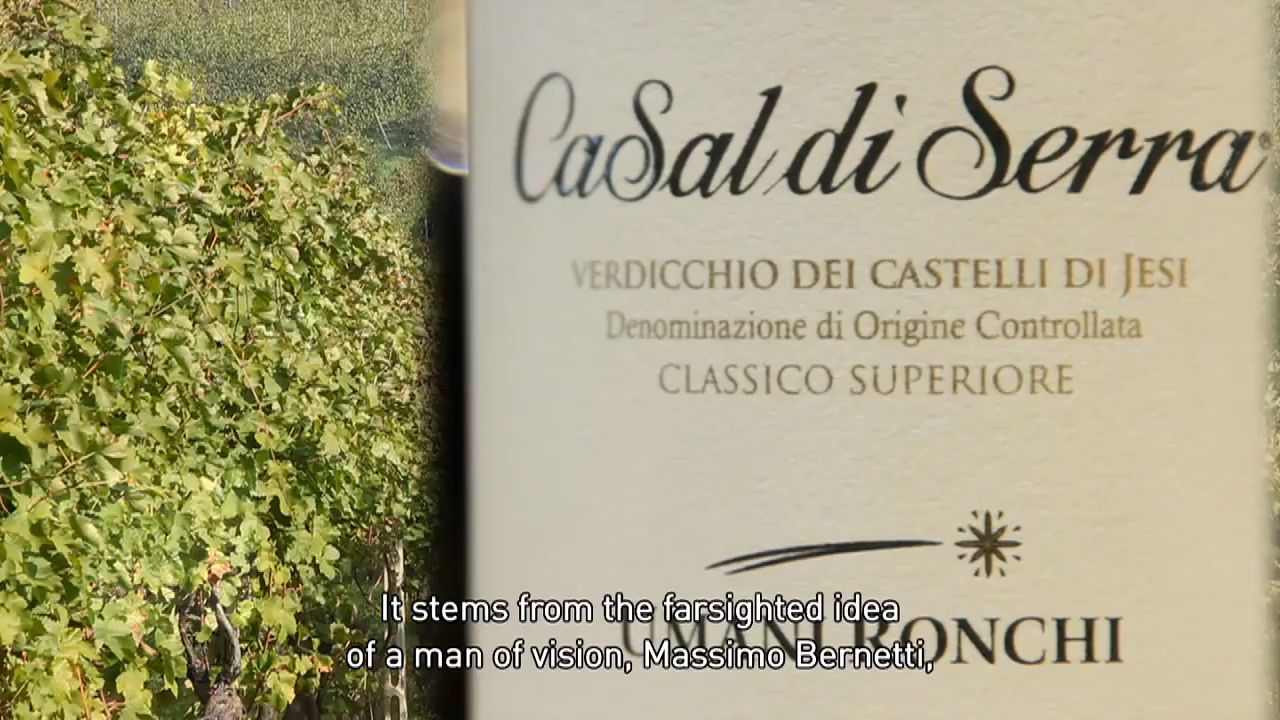 CaSal di Serra
VERDICCHIO DEI CASTELLI DI JESI
Denominazione di Origine Controllata
CLASSICO SUPERIORE
It stems from the farsighted idea
UMANI RONCHI
of a man of vision, Massimo Bernetti,